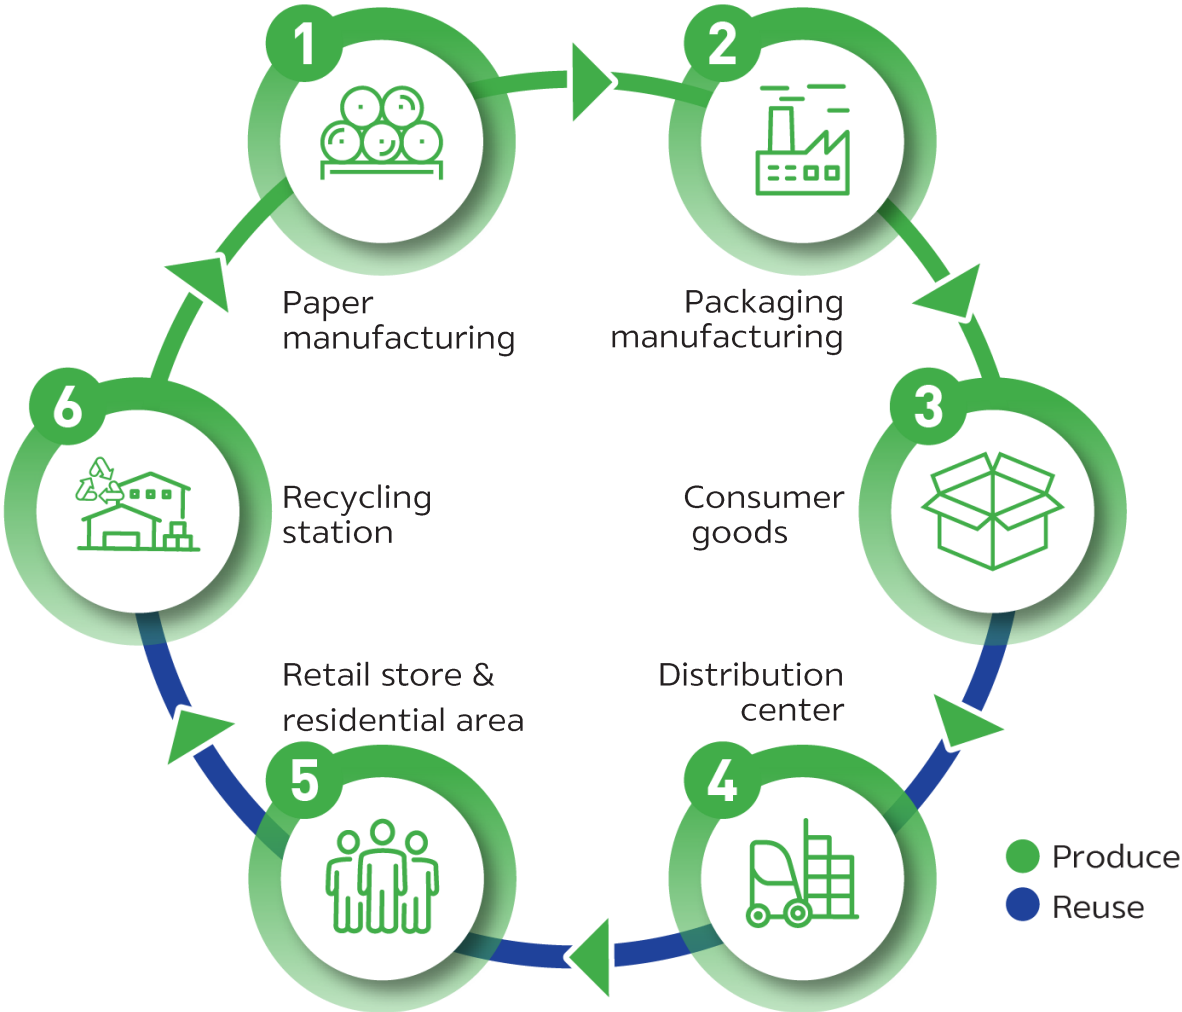 1
Paper
manufacturing
2
Packaging
manufacturing
3
Consumer
goods
4
Distribution
center
5
Retail store &
residential area
6
Recycling
station
Produce
Reuse